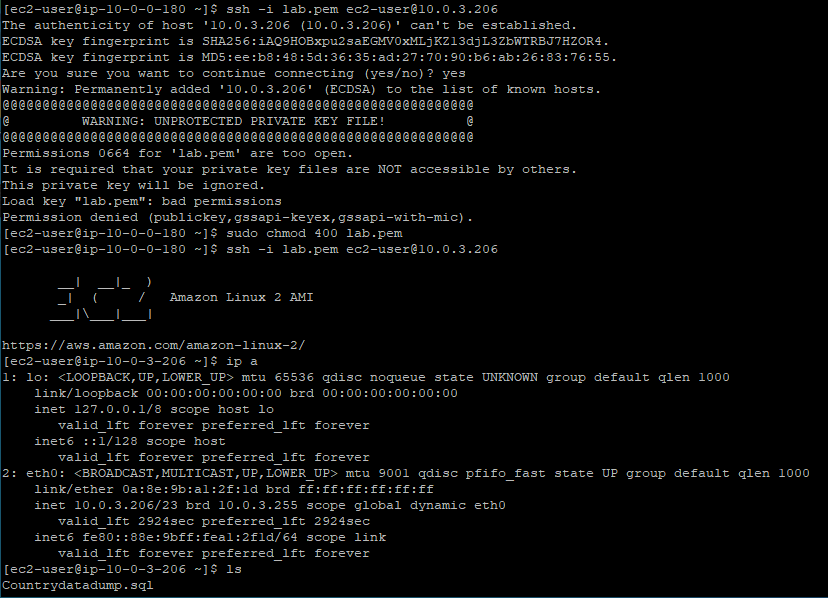 [ec2-user@ip-10-0-0-180 ~]$ ssh -i lab.pem ec2-user@10.0.3.206
The authenticity of host '10.0.3.206 (10.0.3.206)' can't be established.
ECDSA key fingerprint is SHA256:iAQ9HOBxpu2saEGMV0xMLjKZ13djL3ZbWTRBJ7HZOR4.
ECDSA key fingerprint is MD5:ee:b8:48:5d:36:35:ad:27:70:90:b6:ab:26:83:76:55.
Are you sure you want to continue connecting (yes/no)? yes
Warning: Permanently added '10.0.3.206' (ECDSA) to the list of known hosts.
@@@@@@@@@@@@@@@@@@@@@@@@@@@@@@@@@@@@@@@@@@@@@@@@@@@@@@@@@@@
@         WARNING: UNPROTECTED PRIVATE KEY FILE!          @
@@@@@@@@@@@@@@@@@@@@@@@@@@@@@@@@@@@@@@@@@@@@@@@@@@@@@@@@@@@
Permissions 0664 for 'lab.pem' are too open.
It is required that your private key files are NOT accessible by others.
This private key will be ignored.
Load key "lab.pem": bad permissions
Permission denied (publickey,gssapi-keyex,gssapi-with-mic).
[ec2-user@ip-10-0-0-180 ~]$ sudo chmod 400 lab.pem
[ec2-user@ip-10-0-0-180 ~]$ ssh -i lab.pem ec2-user@10.0.3.206

       __|  __|_  )
       _|  (     /   Amazon Linux 2 AMI
      ___|\___|___|

https://aws.amazon.com/amazon-linux-2/
[ec2-user@ip-10-0-3-206 ~]$ ip a
1: lo: <LOOPBACK,UP,LOWER_UP> mtu 65536 qdisc noqueue state UNKNOWN group default qlen 1000
    link/loopback 00:00:00:00:00:00 brd 00:00:00:00:00:00
    inet 127.0.0.1/8 scope host lo
       valid_lft forever preferred_lft forever
    inet6 ::1/128 scope host
       valid_lft forever preferred_lft forever
2: eth0: <BROADCAST,MULTICAST,UP,LOWER_UP> mtu 9001 qdisc pfifo_fast state UP group default qlen 1000
    link/ether 0a:8e:9b:a1:2f:1d brd ff:ff:ff:ff:ff:ff
    inet 10.0.3.206/23 brd 10.0.3.255 scope global dynamic eth0
       valid_lft 2924sec preferred_lft 2924sec
    inet6 fe80::88e:9bff:fea1:2f1d/64 scope link
       valid_lft forever preferred_lft forever
[ec2-user@ip-10-0-3-206 ~]$ ls
Countrydatadump.sql